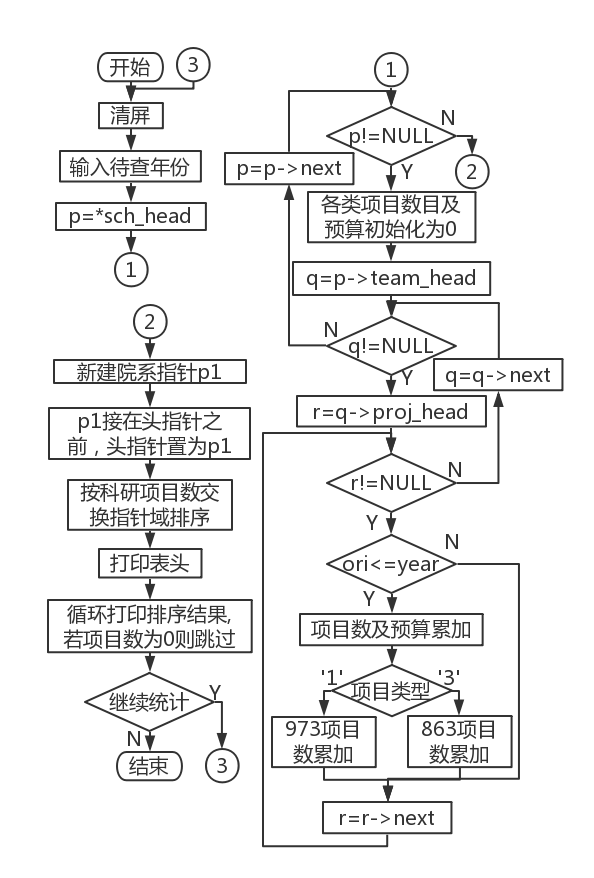 开始
3
清屏
输入待查年份
p=*sch_head
1
2
新建院系指针p1
p1接在头指针之
前，头指针置为p1
按科研项目数交
换指针域排序
打印表头
循环打印排序结果,
若项目数为0则跳过
继续统计
Y
N
结束
3
1
p!=NULL
N
2
p=p->next
Y
各类项目数目及
预算初始化为0
q=p->team_head
N
q!=NULL
Y
q=q->next
r=q->proj_head
r!=NULL
N
Y
N
ori<=year
Y
项目数及预算累加
'1'
项目类型
'3'
973项目
数累加
863项目
数累加
r=r->next